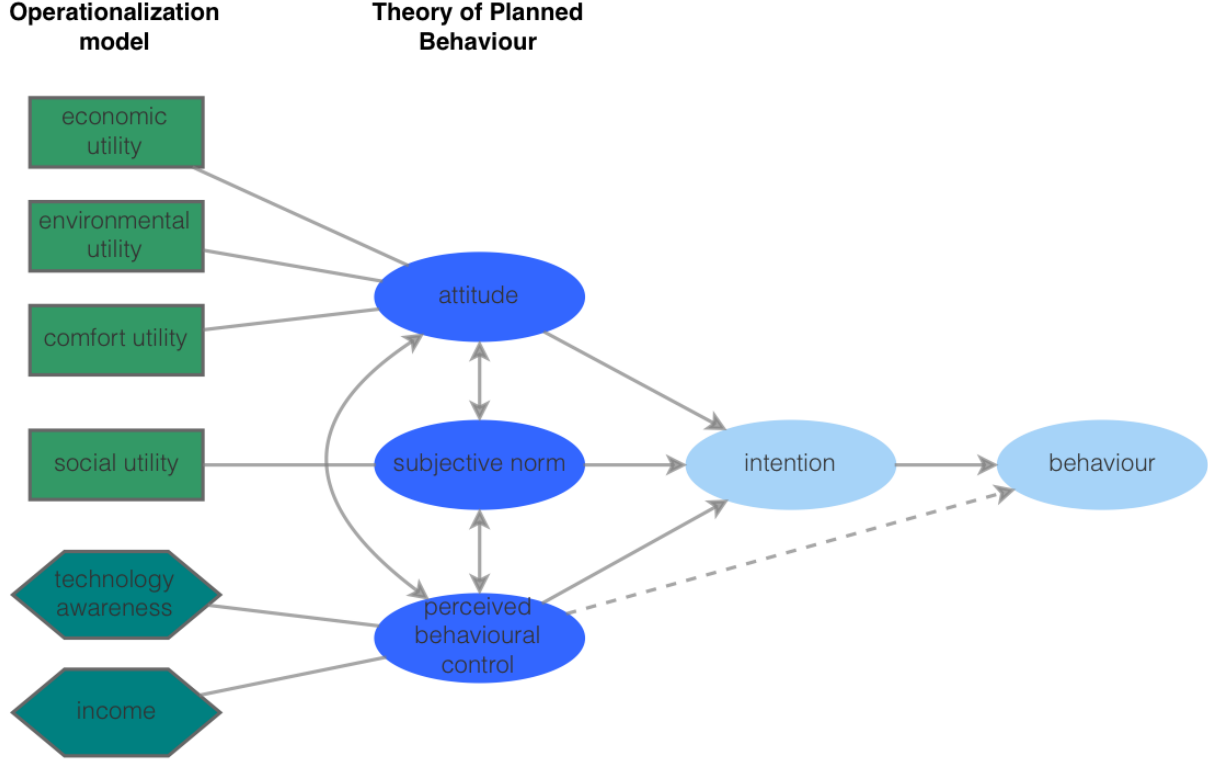 Operationalization
model
Theory of Planned
Behaviour
economic
utility
environmental
utility
comfort utility
social utility
technology
awareness
income
attitude
subjective norm
perceived
behavioural
control
intention
behaviour